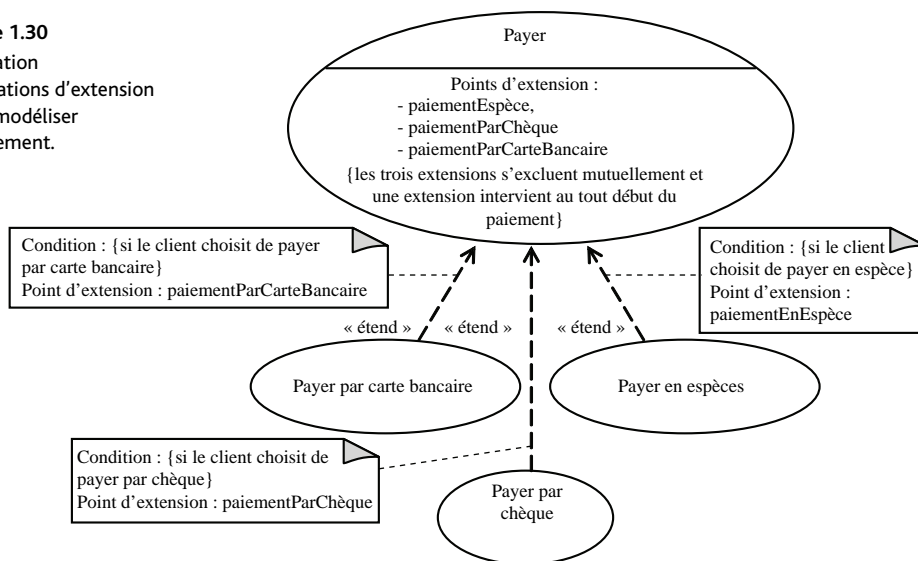 1.30
Payer
Points d'extension :
- paiementEspèce,
- paiementParChèque
- paiementParCarteBancaire
{les trois extensions s'excluent mutuellement et
une extension intervient au tout début du
paiement}
d'extension
modéliser
Condition : {si le client choisit de payer
par carte bancaire}
Point d'extension : paiementParCarteBancaire
Condition : {si le client
choisit de payer en espèce}
Point d'extension :
paiementEnEspèce
« étend » « étend » « étend »
Payer par carte bancaire
Payer en espèces
Condition : {si le client choisit de
payer par chèque}
Point d'extension : paiementParChèque
Payer par
chèque